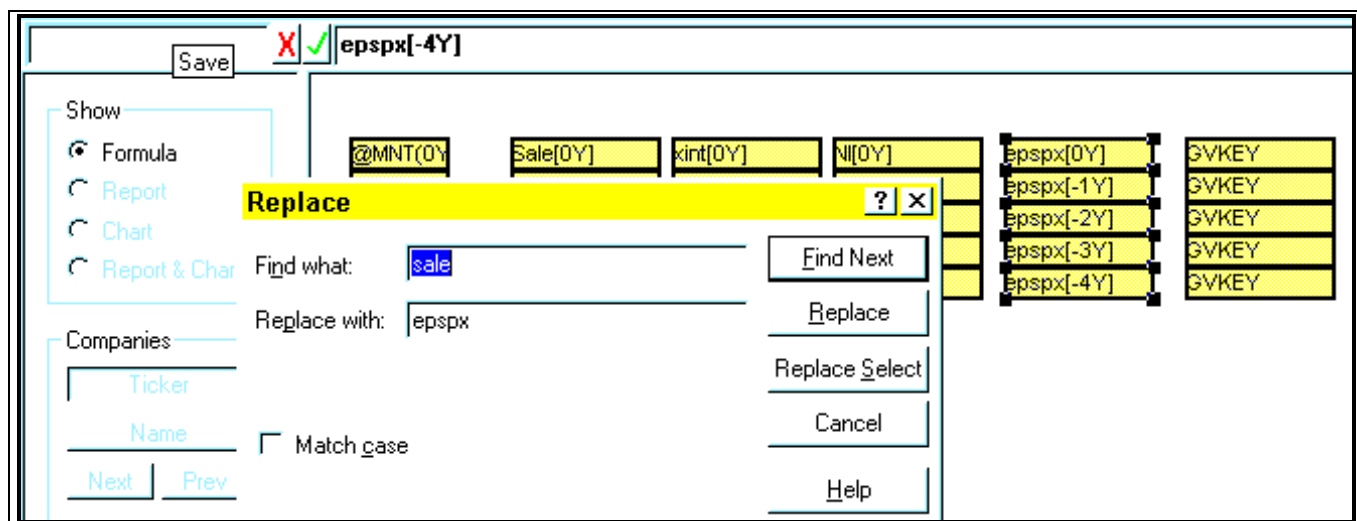 epspx[-4Y]
Save
Show
Formula
Report
Chart
Report & Char
Companies
Ticker
Name
Next Prev
@MNT(0Y Sale[0Y] xint[0Y] NI[0Y] epspx[0Y] GVKEY
epspx[-1Y] GVKEY
epspx[-2Y] GVKEY
epspx[-3Y] GVKEY
epspx[-4Y] GVKEY
Replace ? X
Find what: sale Find Next
Replace with: epspx Replace
Replace Select
Cancel
Match case
Help